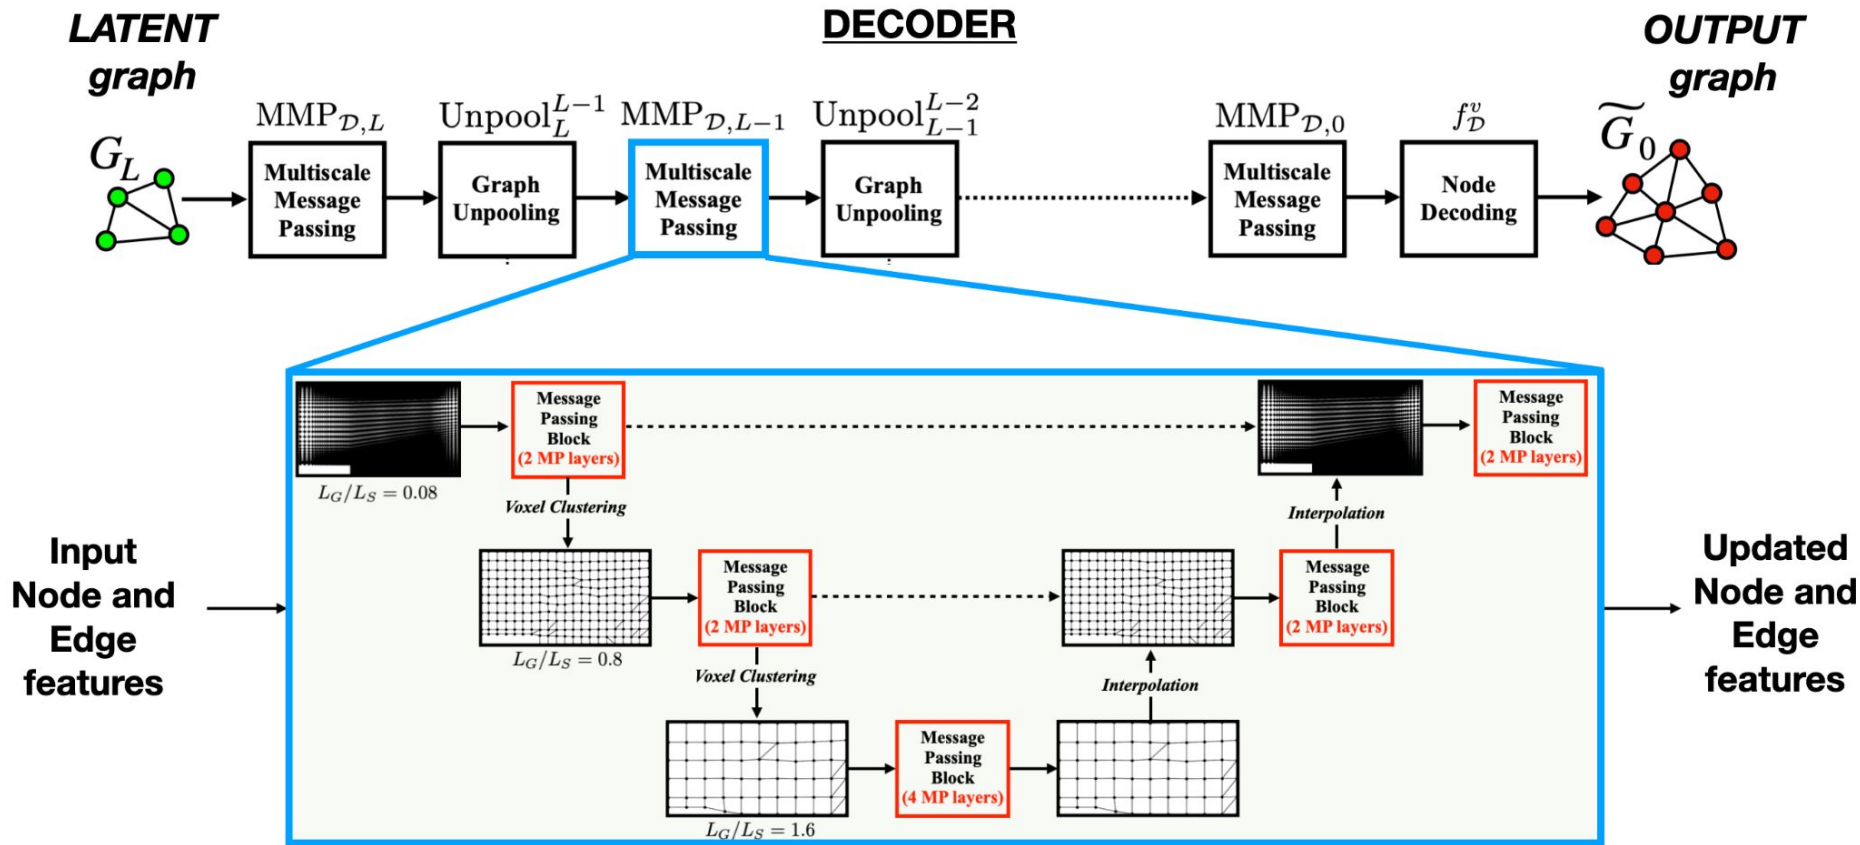 LATENT
graph
DECODER
OUTPUT
graph
MMP_{𝒟,L}
Unpool_{L}^{L-1}
MMP_{𝒟,L-1}
Unpool_{L-1}^{L-2}
MMP_{𝒟,0}
f_{𝒟}^{v}
G_L
Multiscale
Message
Passing
Graph
Unpooling
Multiscale
Message
Passing
Graph
Unpooling
Multiscale
Message
Passing
Node
Decoding
\widetilde{G}_0
Message
Passing
Block
(2 MP layers)
Message
Passing
Block
(2 MP layers)
L_G/L_S = 0.08
Voxel Clustering
Interpolation
Input
Node and
Edge
features
Message
Passing
Block
(2 MP layers)
Message
Passing
Block
(2 MP layers)
Updated
Node and
Edge
features
L_G/L_S = 0.8
Voxel Clustering
Interpolation
Message
Passing
Block
(4 MP layers)
L_G/L_S = 1.6